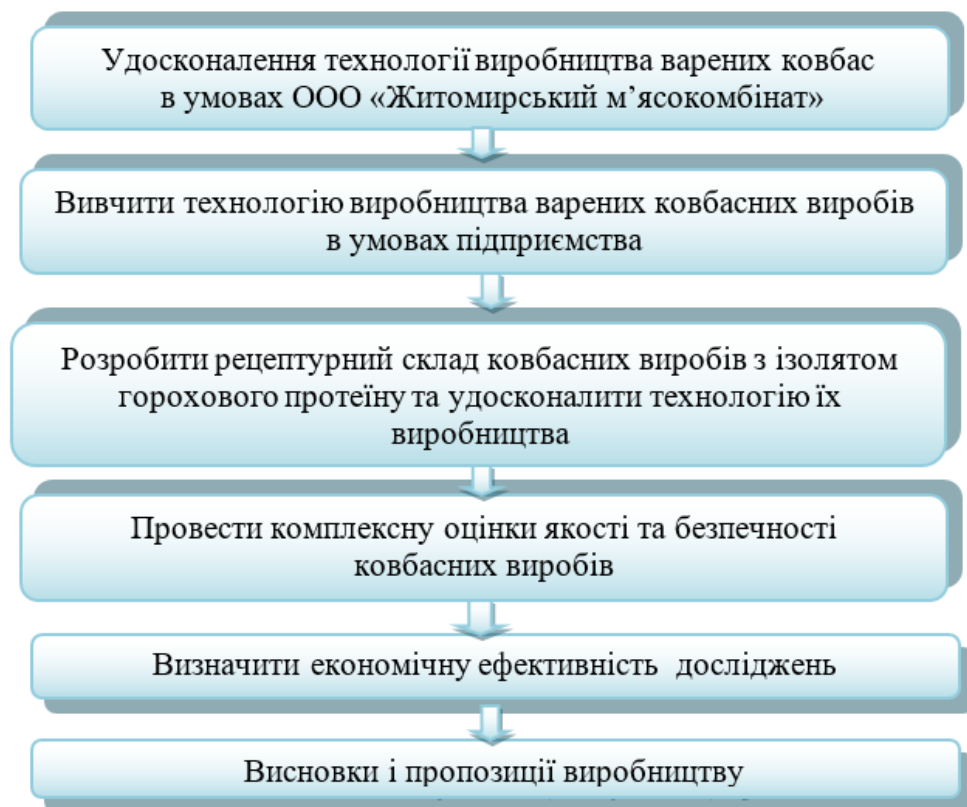 Удосконалення технології виробництва варених ковбас
в умовах ООО «Житомирський м’ясокомбінат»
Вивчити технологію виробництва варених ковбасних виробів
в умовах підприємства
Розробити рецептурний склад ковбасних виробів з ізолятом
горохового протеїну та удосконалити технологію їх
виробництва
Провести комплексну оцінки якості та безпечності
ковбасних виробів
Визначити економічну ефективність досліджень
Висновки і пропозиції виробництву